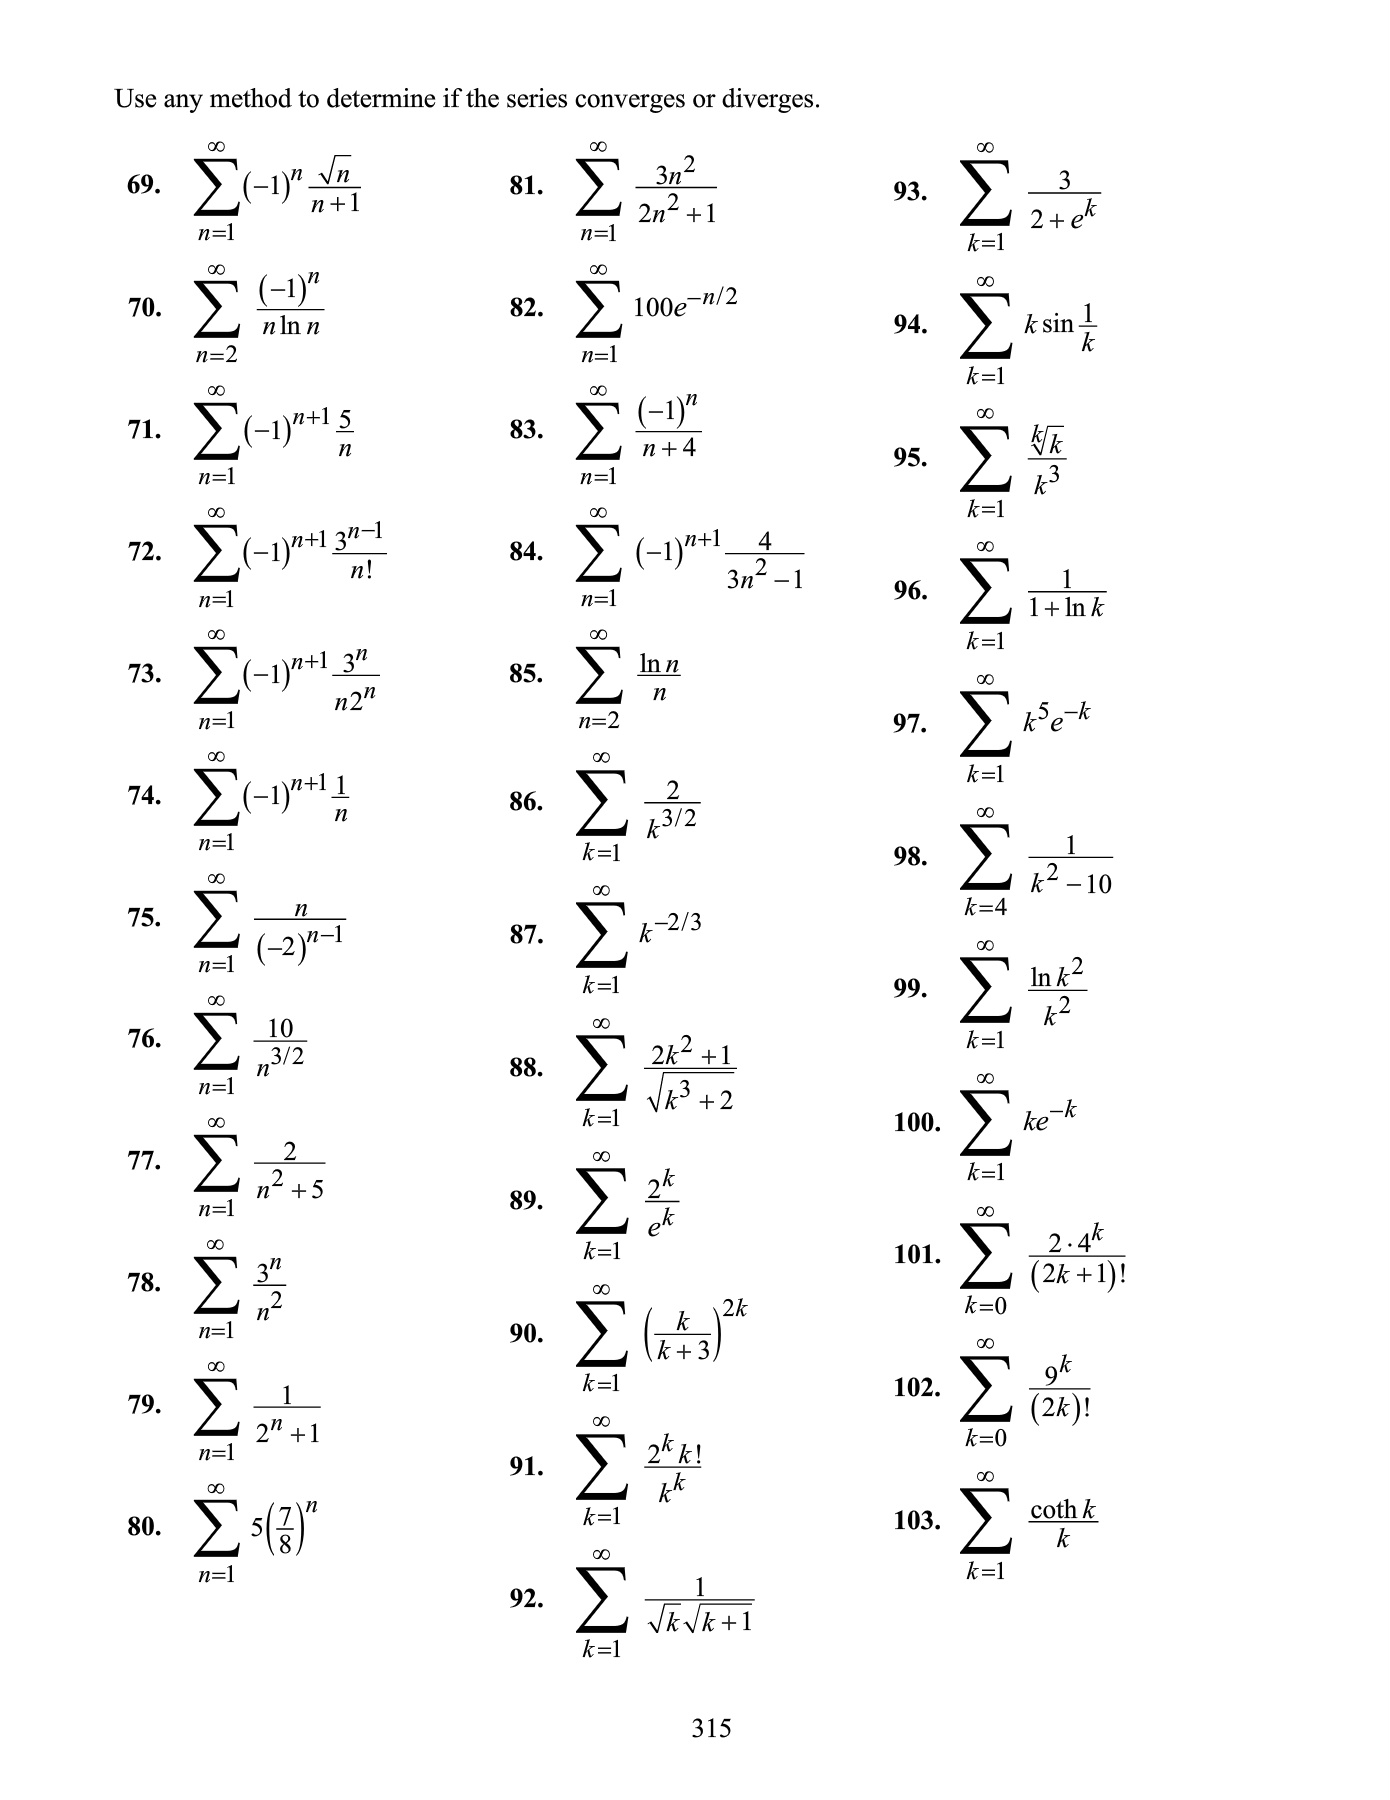 Use any method to determine if the series converges or diverges.
69. $\sum_{n=1}^{\infty} (-1)^n \frac{\sqrt{n}}{n+1}$
70. $\sum_{n=2}^{\infty} \frac{(-1)^n}{n \ln n}$
71. $\sum_{n=1}^{\infty} (-1)^{n+1} \frac{5}{n}$
72. $\sum_{n=1}^{\infty} (-1)^{n+1} \frac{3^{n-1}}{n!}$
73. $\sum_{n=1}^{\infty} (-1)^{n+1} \frac{3^n}{n2^n}$
74. $\sum_{n=1}^{\infty} (-1)^{n+1} \frac{1}{n}$
75. $\sum_{n=1}^{\infty} \frac{n}{(-2)^{n-1}}$
76. $\sum_{n=1}^{\infty} \frac{10}{n^{3/2}}$
77. $\sum_{n=1}^{\infty} \frac{2}{n^2+5}$
78. $\sum_{n=1}^{\infty} \frac{3^n}{n^2}$
79. $\sum_{n=1}^{\infty} \frac{1}{2^n+1}$
80. $\sum_{n=1}^{\infty} 5\left(\frac{7}{8}\right)^n$
81. $\sum_{n=1}^{\infty} \frac{3n^2}{2n^2+1}$
82. $\sum_{n=1}^{\infty} 100e^{-n/2}$
83. $\sum_{n=1}^{\infty} \frac{(-1)^n}{n+4}$
84. $\sum_{n=1}^{\infty} (-1)^{n+1} \frac{4}{3n^2-1}$
85. $\sum_{n=2}^{\infty} \frac{\ln n}{n}$
86. $\sum_{k=1}^{\infty} \frac{2}{k^{3/2}}$
87. $\sum_{k=1}^{\infty} k^{-2/3}$
88. $\sum_{k=1}^{\infty} \frac{2k^2+1}{\sqrt{k^3+2}}$
89. $\sum_{k=1}^{\infty} \frac{2^k}{e^k}$
90. $\sum_{k=1}^{\infty} \left(\frac{k}{k+3}\right)^{2k}$
91. $\sum_{k=1}^{\infty} \frac{2^k k!}{k^k}$
92. $\sum_{k=1}^{\infty} \frac{1}{\sqrt{k}\sqrt{k+1}}$
93. $\sum_{k=1}^{\infty} \frac{3}{2+e^k}$
94. $\sum_{k=1}^{\infty} k \sin \frac{1}{k}$
95. $\sum_{k=1}^{\infty} \frac{\sqrt[k]{k}}{k^3}$
96. $\sum_{k=1}^{\infty} \frac{1}{1+\ln k}$
97. $\sum_{k=1}^{\infty} k^5 e^{-k}$
98. $\sum_{k=4}^{\infty} \frac{1}{k^2-10}$
99. $\sum_{k=1}^{\infty} \frac{\ln k^2}{k^2}$
100. $\sum_{k=1}^{\infty} ke^{-k}$
101. $\sum_{k=0}^{\infty} \frac{2 \cdot 4^k}{(2k+1)!}$
102. $\sum_{k=0}^{\infty} \frac{9^k}{(2k)!}$
103. $\sum_{k=1}^{\infty} \frac{\coth k}{k}$
315